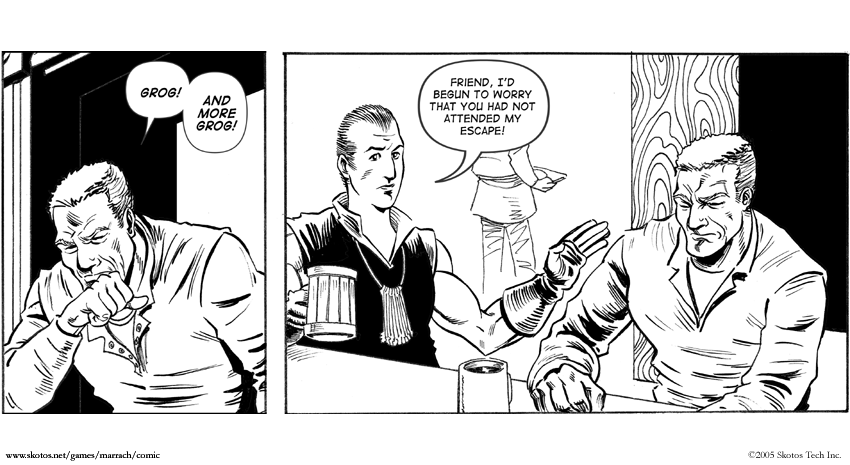 GROG!
AND
MORE
GROG!
FRIEND, I'D
BEGUN TO WORRY
THAT YOU HAD NOT
ATTENDED MY
ESCAPE!
www.skotos.net/games/marrach/comic
©2005 Skotos Tech Inc.